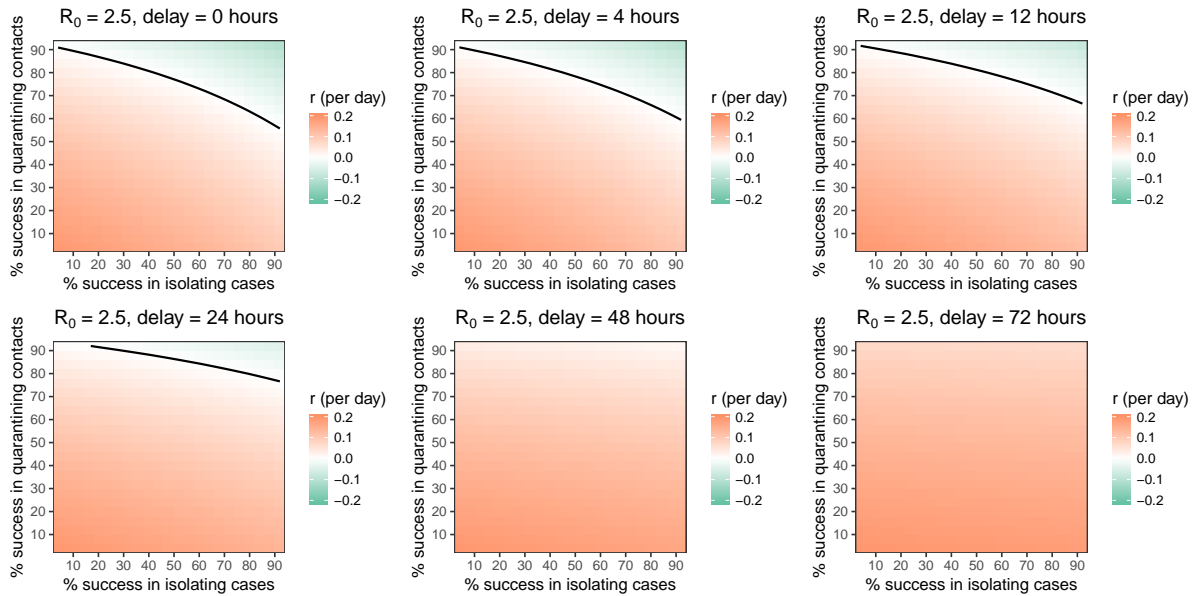 R₀ = 2.5, delay = 0 hours
% success in quarantining contacts
90
80
70
60
50
40
30
20
10
10 20 30 40 50 60 70 80 90
% success in isolating cases
r (per day)
0.2
0.1
0.0
−0.1
−0.2
R₀ = 2.5, delay = 4 hours
% success in quarantining contacts
90
80
70
60
50
40
30
20
10
10 20 30 40 50 60 70 80 90
% success in isolating cases
r (per day)
0.2
0.1
0.0
−0.1
−0.2
R₀ = 2.5, delay = 12 hours
% success in quarantining contacts
90
80
70
60
50
40
30
20
10
10 20 30 40 50 60 70 80 90
% success in isolating cases
r (per day)
0.2
0.1
0.0
−0.1
−0.2
R₀ = 2.5, delay = 24 hours
% success in quarantining contacts
90
80
70
60
50
40
30
20
10
10 20 30 40 50 60 70 80 90
% success in isolating cases
r (per day)
0.2
0.1
0.0
−0.1
−0.2
R₀ = 2.5, delay = 48 hours
% success in quarantining contacts
90
80
70
60
50
40
30
20
10
10 20 30 40 50 60 70 80 90
% success in isolating cases
r (per day)
0.2
0.1
0.0
−0.1
−0.2
R₀ = 2.5, delay = 72 hours
% success in quarantining contacts
90
80
70
60
50
40
30
20
10
10 20 30 40 50 60 70 80 90
% success in isolating cases
r (per day)
0.2
0.1
0.0
−0.1
−0.2